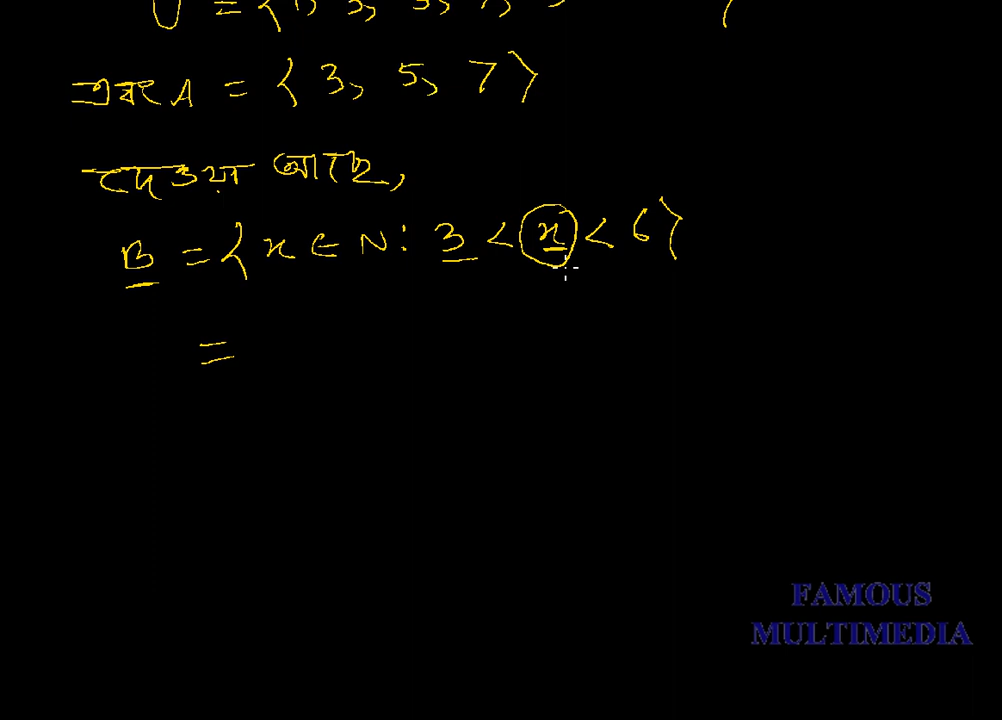 এবং A = {3, 5, 7}
দেওয়া আছে,
B = {x ∈ N: 3 < x < 6}
=
FAMOUS
MULTIMEDIA